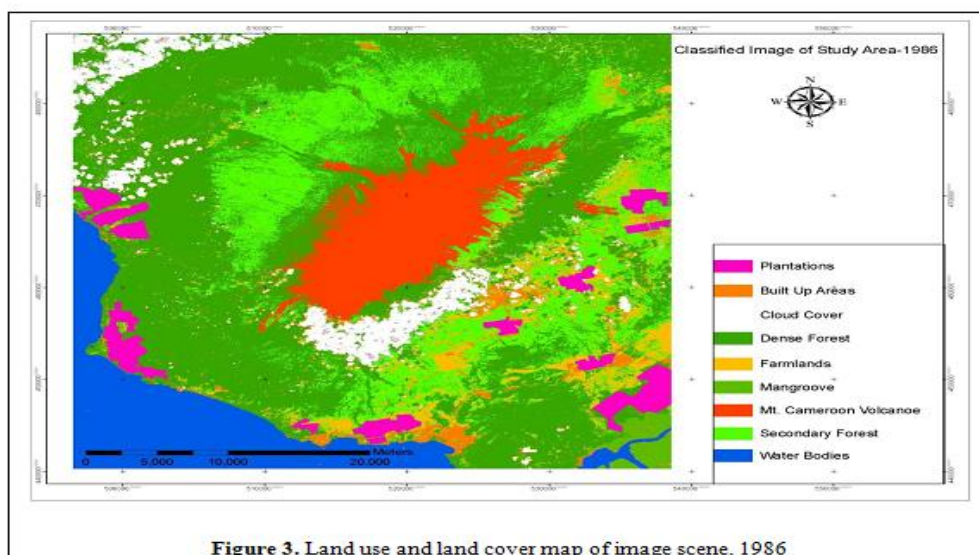 Classified Image of Study Area-1986
N
W E
S
Plantations
Built Up Areas
Cloud Cover
Dense Forest
Farmlands
Mangroove
Mt. Cameroon Volcanoe
Secondary Forest
Water Bodies
Meters
0 5,000 10,000 20,000
Figure 3. Land use and land cover map of image scene, 1986